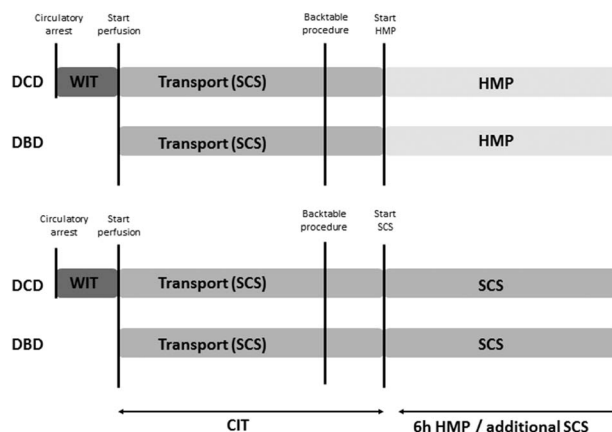 Circulatory arrest
Start perfusion
Backtable procedure
Start HMP
DCD WIT Transport (SCS) HMP
DBD Transport (SCS) HMP
Circulatory arrest
Start perfusion
Backtable procedure
Start SCS
DCD WIT Transport (SCS) SCS
DBD Transport (SCS) SCS
CIT
6h HMP / additional SCS